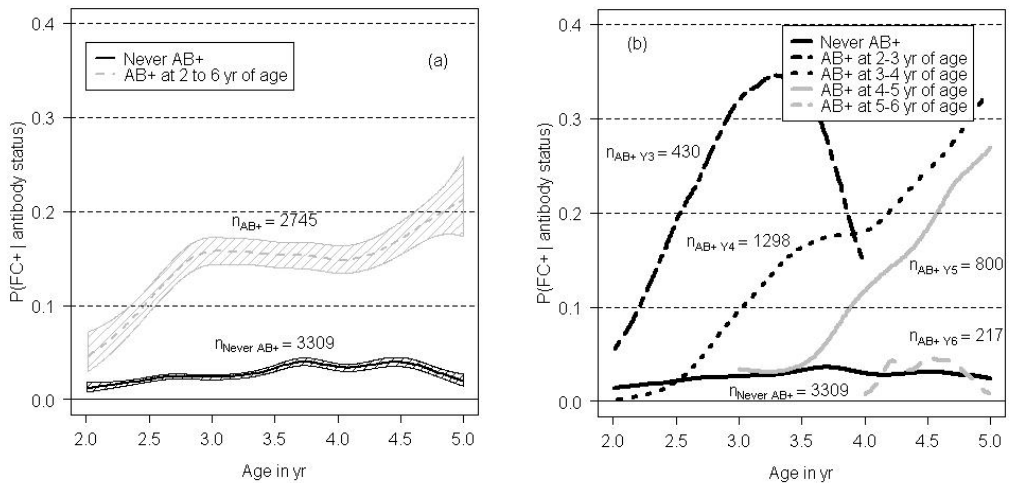 P(FC+ | antibody status)
0.4
0.3
0.2
0.1
0.0
Never AB+
AB+ at 2 to 6 yr of age
(a)
nAB+ = 2745
nNever AB+ = 3309
2.0 2.5 3.0 3.5 4.0 4.5 5.0
Age in yr
P(FC+ | antibody status)
0.4
0.3
0.2
0.1
0.0
(b)
Never AB+
AB+ at 2-3 yr of age
AB+ at 3-4 yr of age
AB+ at 4-5 yr of age
AB+ at 5-6 yr of age
nAB+ Y3 = 430
nAB+ Y4 = 1298
nAB+ Y5 = 800
nAB+ Y6 = 217
nNever AB+ = 3309
2.0 2.5 3.0 3.5 4.0 4.5 5.0
Age in yr